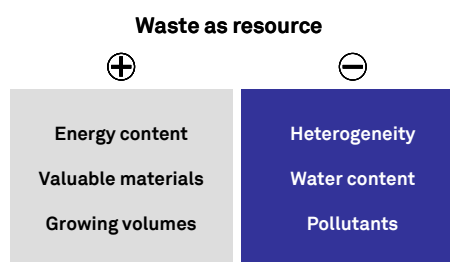 Waste as resource
Energy content
Valuable materials
Growing volumes
Heterogeneity
Water content
Pollutants